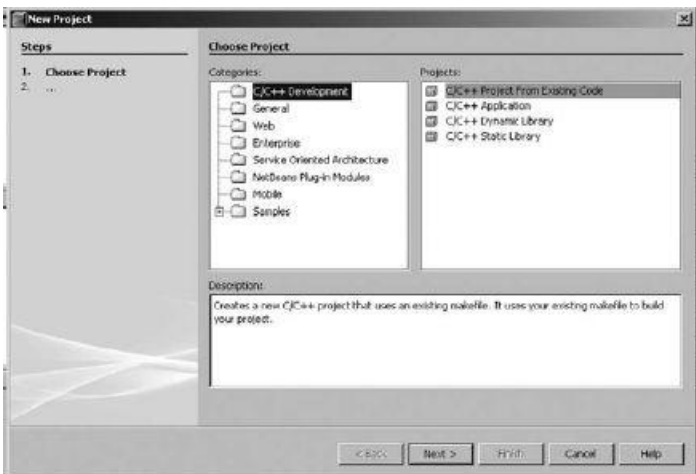 New Project
Steps
1. Choose Project
2. ...
Choose Project
Categories:
C/C++ Development
General
Web
Enterprise
Service Oriented Architecture
NetBeans Plug-in Modules
Mobile
Samples
Projects:
C/C++ Project From Existing Code
C/C++ Application
C/C++ Dynamic Library
C/C++ Static Library
Description:
Creates a new C/C++ project that uses an existing makefile. It uses your existing makefile to build
your project.
< Back
Next >
Finish
Cancel
Help